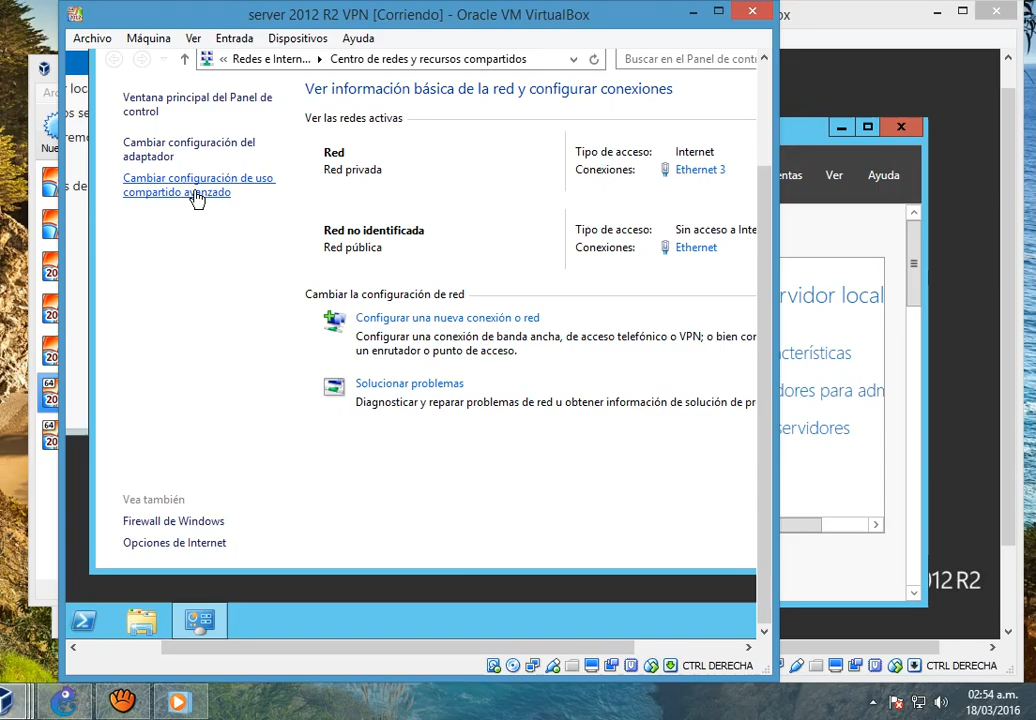 server 2012 R2 VPN [Corriendo] - Oracle VM VirtualBox
Archivo Máquina Ver Entrada Dispositivos Ayuda
« Redes e Intern... Centro de redes y recursos compartidos
Buscar en el Panel de cont
Ventana principal del Panel de
control
Cambiar configuración del
adaptador
Cambiar configuración de uso
compartido avanzado
Ver información básica de la red y configurar conexiones
Ver las redes activas
Red
Red privada
Tipo de acceso: Internet
Conexiones: Ethernet 3
Red no identificada
Red pública
Tipo de acceso: Sin acceso a Inte
Conexiones: Ethernet
Cambiar la configuración de red
Configurar una nueva conexión o red
Configurar una conexión de banda ancha, de acceso telefónico o VPN; o bien cor
un enrutador o punto de acceso.
Solucionar problemas
Diagnosticar y reparar problemas de red u obtener información de solución de pr
Vea también
Firewall de Windows
Opciones de Internet
CTRL DERECHA
ntas Ver Ayuda
rvidor local
cterísticas
dores para adn
servidores
012 R2
CTRL DERECHA
Nue
64
20
64
20
02:54 a.m.
18/03/2016